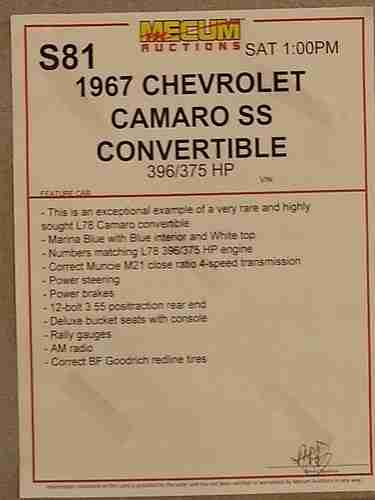 MECUM
AUCTIONS
S81 SAT 1:00PM
1967 CHEVROLET
CAMARO SS
CONVERTIBLE
396/375 HP
VIN:
FEATURE CAR
- This is an exceptional example of a very rare and highly
sought L78 Camaro convertible
- Marina Blue with Blue interior and White top
- Numbers matching L78 396/375 HP engine
- Correct Muncie M21 close ratio 4-speed transmission
- Power steering
- Power brakes
- 12-bolt 3.55 positraction rear end
- Deluxe bucket seats with console
- Rally gauges
- AM radio
- Correct BF Goodrich redline tires